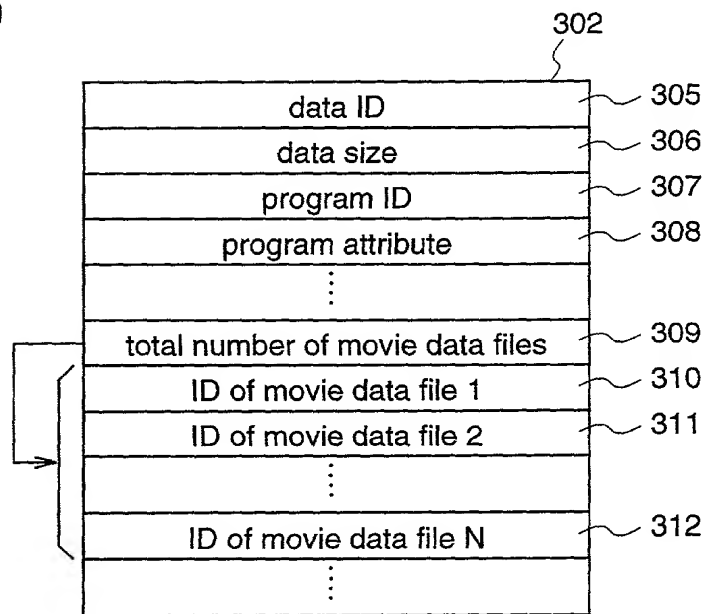 302
data ID 305
data size 306
program ID 307
program attribute 308
total number of movie data files 309
ID of movie data file 1 310
ID of movie data file 2 311
ID of movie data file N 312